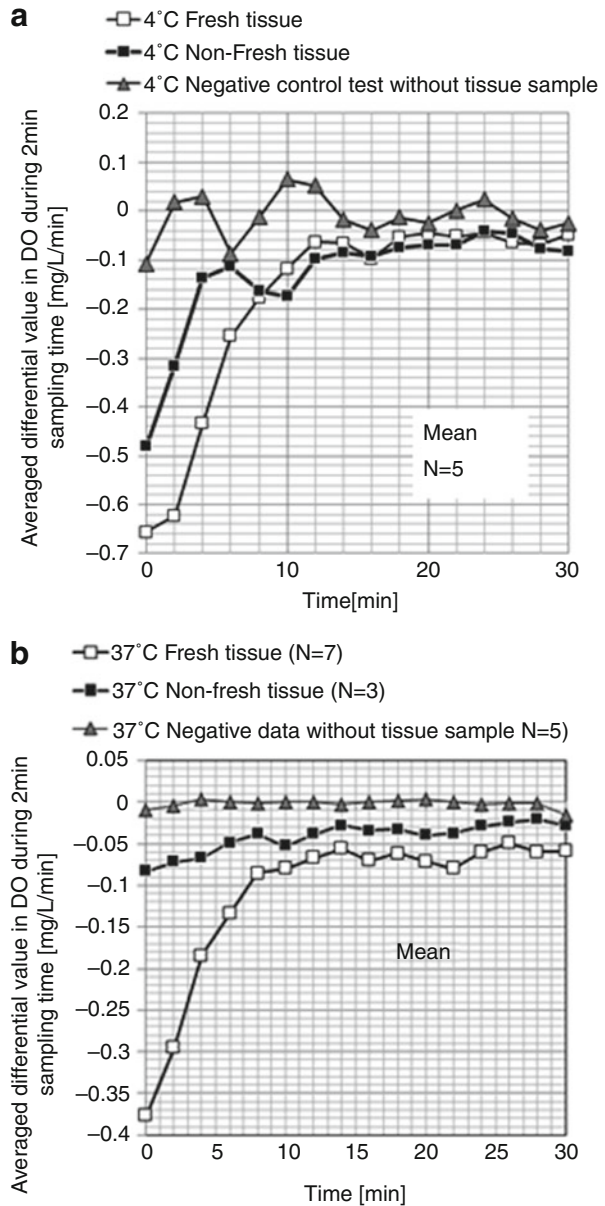 a
4°C Fresh tissue
4°C Non-Fresh tissue
4°C Negative control test without tissue sample
Averaged differential value in DO during 2min
sampling time [mg/L/min]
0.2
0.1
0
−0.1
−0.2
−0.3
−0.4
−0.5
−0.6
−0.7
Mean
N=5
0 10 20 30
Time[min]
b
37°C Fresh tissue (N=7)
37°C Non-fresh tissue (N=3)
37°C Negative data without tissue sample N=5)
Averaged differential value in DO during 2min
sampling time [mg/L/min]
0.05
0
−0.05
−0.1
−0.15
−0.2
−0.25
−0.3
−0.35
−0.4
Mean
0 5 10 15 20 25 30
Time [min]